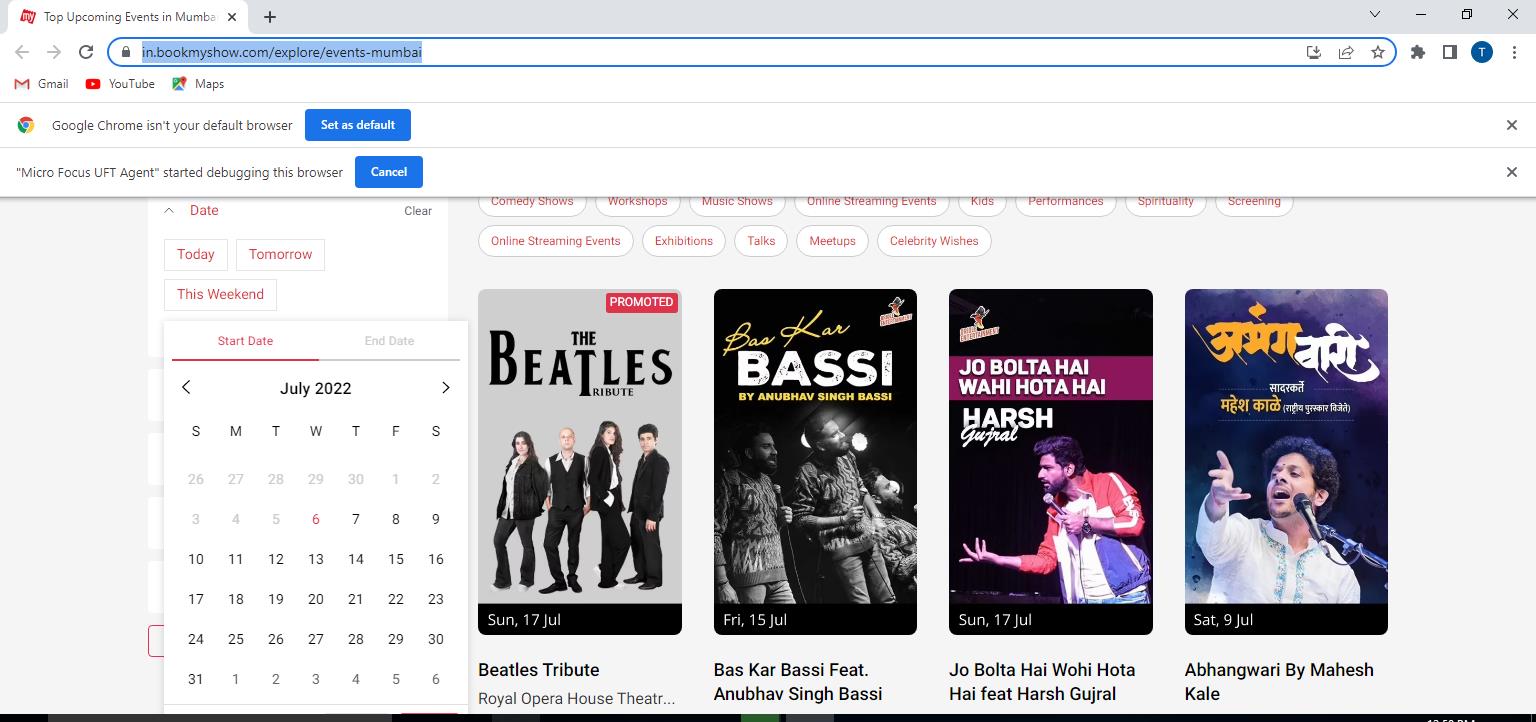 Top Upcoming Events in Mumba
in.bookmyshow.com/explore/events-mumbai
T
Gmail YouTube Maps
Google Chrome isn't your default browser Set as default
"Micro Focus UFT Agent" started debugging this browser Cancel
Date Clear
Today Tomorrow
This Weekend
Start Date End Date
July 2022
S M T W T F S
26 27 28 29 30 1 2
3 4 5 6 7 8 9
10 11 12 13 14 15 16
17 18 19 20 21 22 23
24 25 26 27 28 29 30
31 1 2 3 4 5 6
Comedy Shows Workshops Music Shows Online Streaming Events Kids Performances Spirituality Screening
Online Streaming Events Exhibitions Talks Meetups Celebrity Wishes
PROMOTED
THE
BEATLES
TRIBUTE
Sun, 17 Jul
Beatles Tribute
Royal Opera House Theatr...
Bas Kar
BASSI
BY ANUBHAV SINGH BASSI
Fri, 15 Jul
Bas Kar Bassi Feat.
Anubhav Singh Bassi
JO BOLTA HAI
WAHI HOTA HAI
HARSH
Gujral
Sun, 17 Jul
Jo Bolta Hai Wohi Hota
Hai feat Harsh Gujral
अभंगवारी
सादरकर्ते
महेश काळे (राष्ट्रीय पुरस्कार विजेते)
Sat, 9 Jul
Abhangwari By Mahesh
Kale